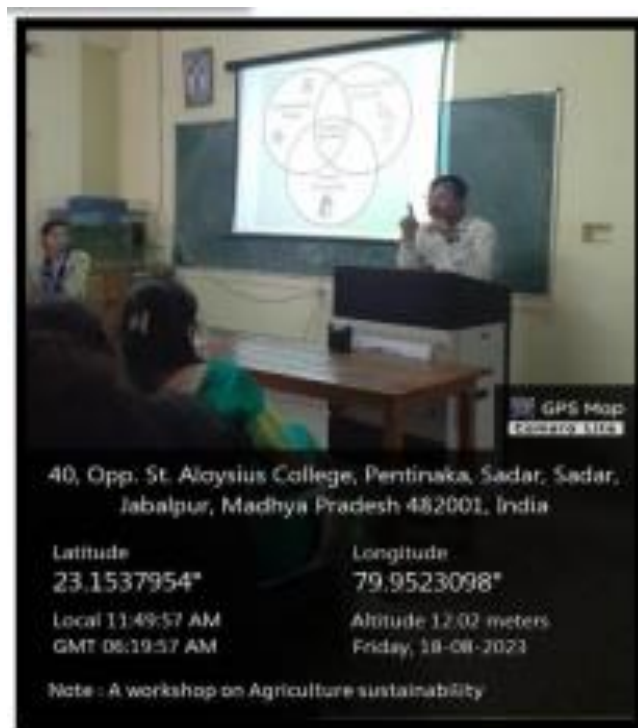 GPS Map
Camera Lite
40, Opp. St. Aloysius College, Pentinaka, Sadar, Sadar,
Jabalpur, Madhya Pradesh 482001, India
Latitude
23.1537954°
Longitude
79.9523098°
Local 11:49:57 AM
GMT 06:19:57 AM
Altitude 12.02 meters
Friday, 18-08-2023
Note : A workshop on Agriculture sustainability